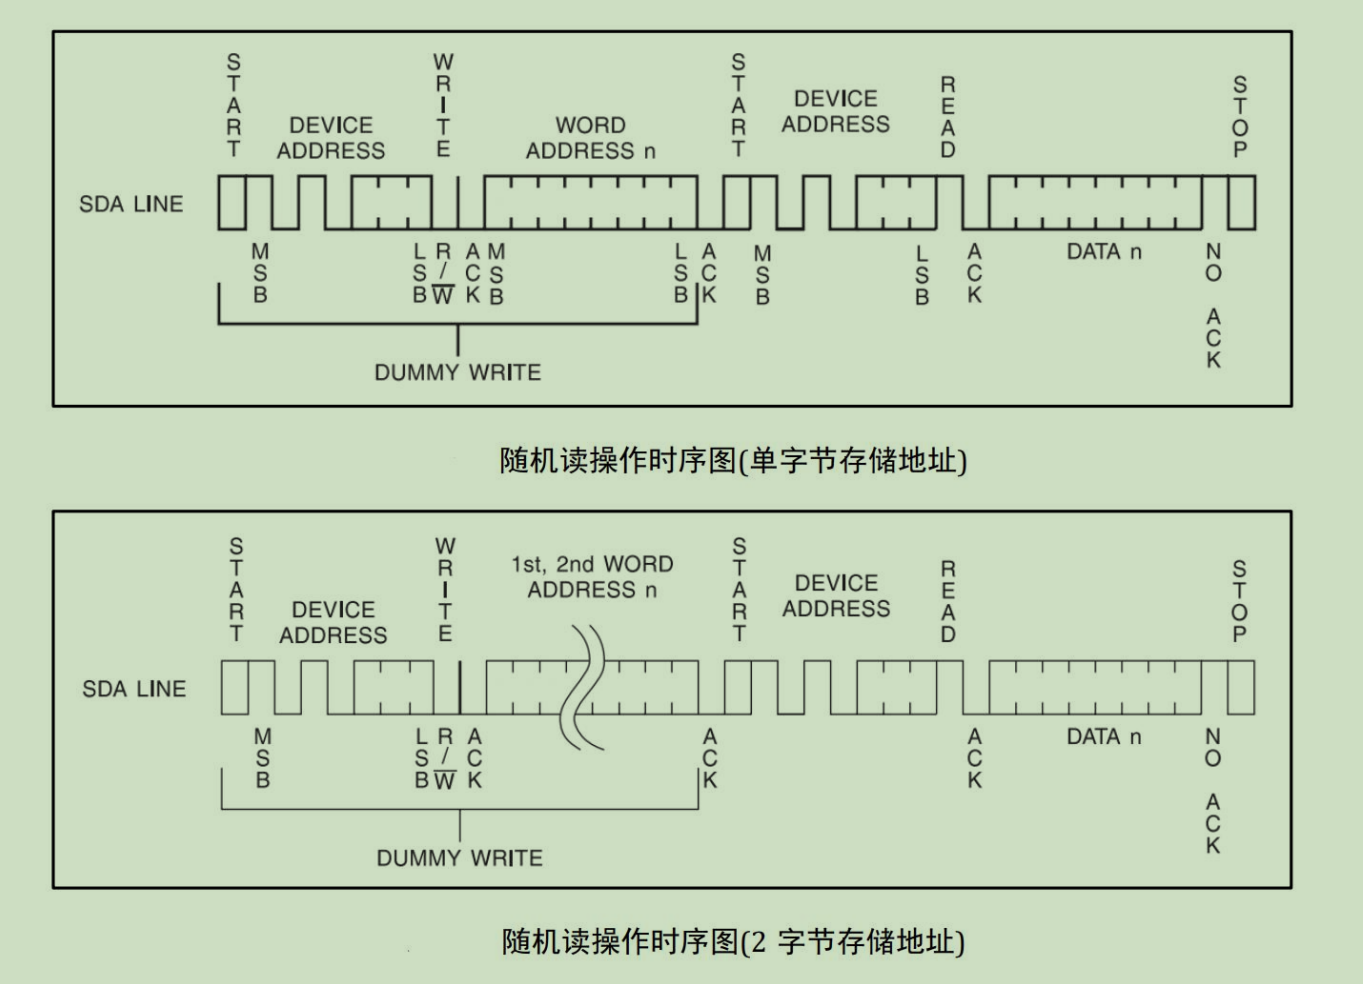 START
WRITE
START
READ
STOP
DEVICE
ADDRESS
WORD
ADDRESS n
DEVICE
ADDRESS
SDA LINE
MSB
LSB
R/W
ACK
MSB
LSB
ACK
MSB
LSB
ACK
DATA n
NO ACK
DUMMY WRITE
随机读操作时序图(单字节存储地址)
START
WRITE
START
READ
STOP
DEVICE
ADDRESS
1st, 2nd WORD
ADDRESS n
DEVICE
ADDRESS
SDA LINE
MSB
LSB
R/W
ACK
ACK
ACK
DATA n
NO ACK
DUMMY WRITE
随机读操作时序图(2 字节存储地址)